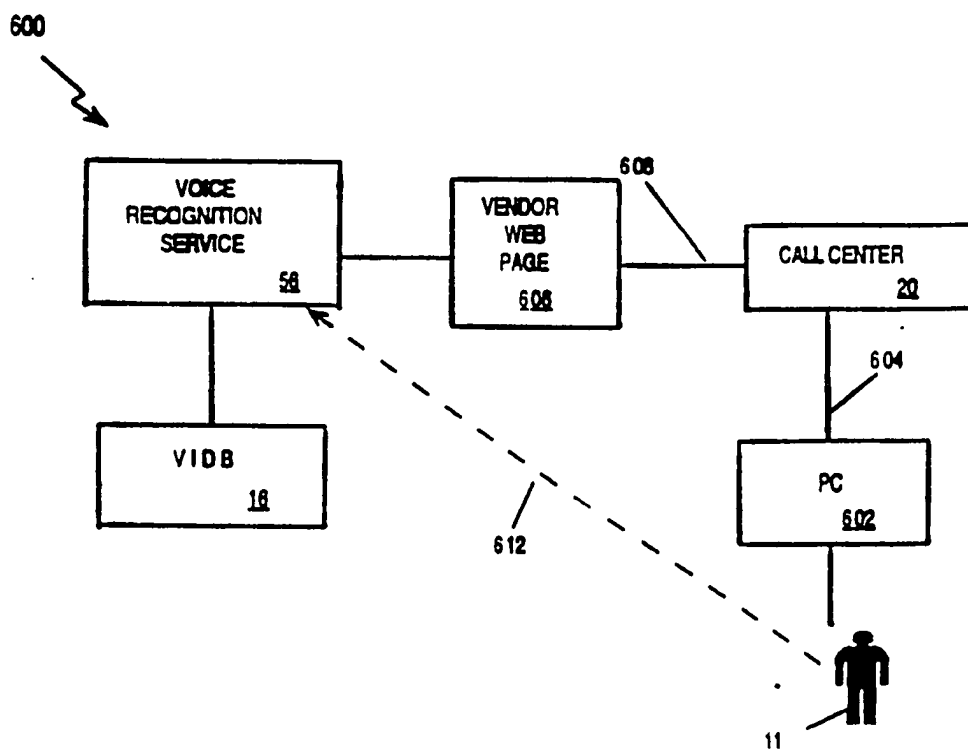 600
VOICE
RECOGNITION
SERVICE
56
VENDOR
WEB
PAGE
606
608
CALL CENTER
20
604
VIDB
16
PC
602
612
11